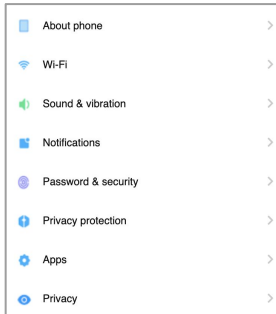 About phone
Wi-Fi
Sound & vibration
Notifications
Password & security
Privacy protection
Apps
Privacy